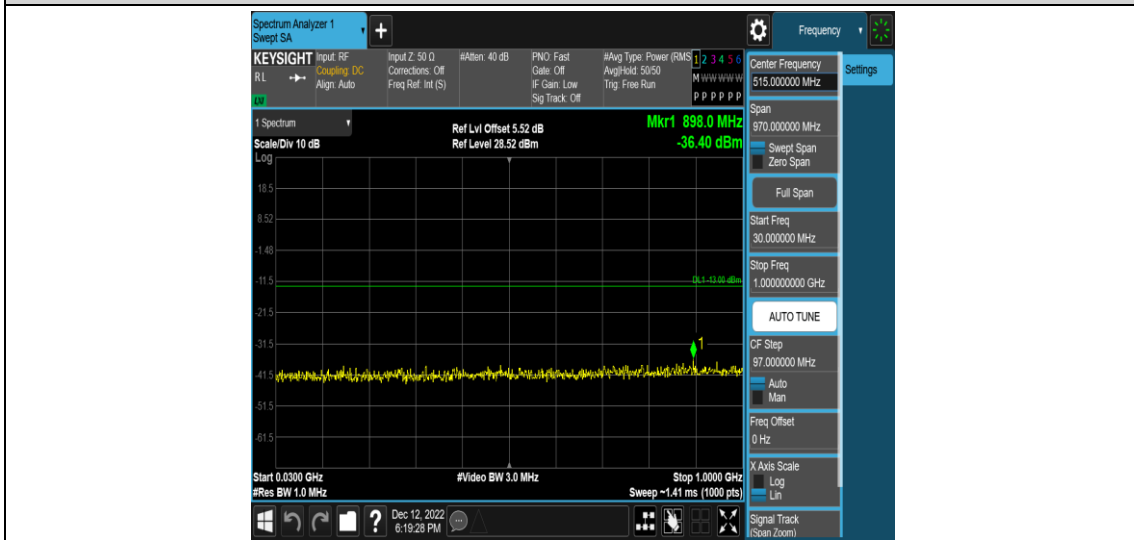 Spectrum Analyzer 1
Swept SA
+
Frequency
KEYSIGHT
RL
Input: RF
Coupling: DC
Align: Auto
Input Z: 50 Ω
Corrections: Off
Freq Ref: Int (S)
#Atten: 40 dB
PNO: Fast
Gate: Off
IF Gain: Low
Sig Track: Off
#Avg Type: Power (RMS
Avg|Hold: 50/50
Trig: Free Run
1 2 3 4 5 6
M W W W W W
P P P P P P
1 Spectrum
Scale/Div 10 dB
Log
Ref Lvl Offset 5.52 dB
Ref Level 28.52 dBm
Mkr1 898.0 MHz
-36.40 dBm
18.5
8.52
-1.48
-11.5
DL1 -13.00 dBm
-21.5
-31.5
1
-41.5
-51.5
-61.5
Start 0.0300 GHz
#Res BW 1.0 MHz
#Video BW 3.0 MHz
Stop 1.0000 GHz
Sweep ~1.41 ms (1000 pts)
Center Frequency
515.000000 MHz
Settings
Span
970.000000 MHz
Swept Span
Zero Span
Full Span
Start Freq
30.000000 MHz
Stop Freq
1.000000000 GHz
AUTO TUNE
CF Step
97.000000 MHz
Auto
Man
Freq Offset
0 Hz
X Axis Scale
Log
Lin
Signal Track
(Span Zoom)
?
Dec 12, 2022
6:19:28 PM